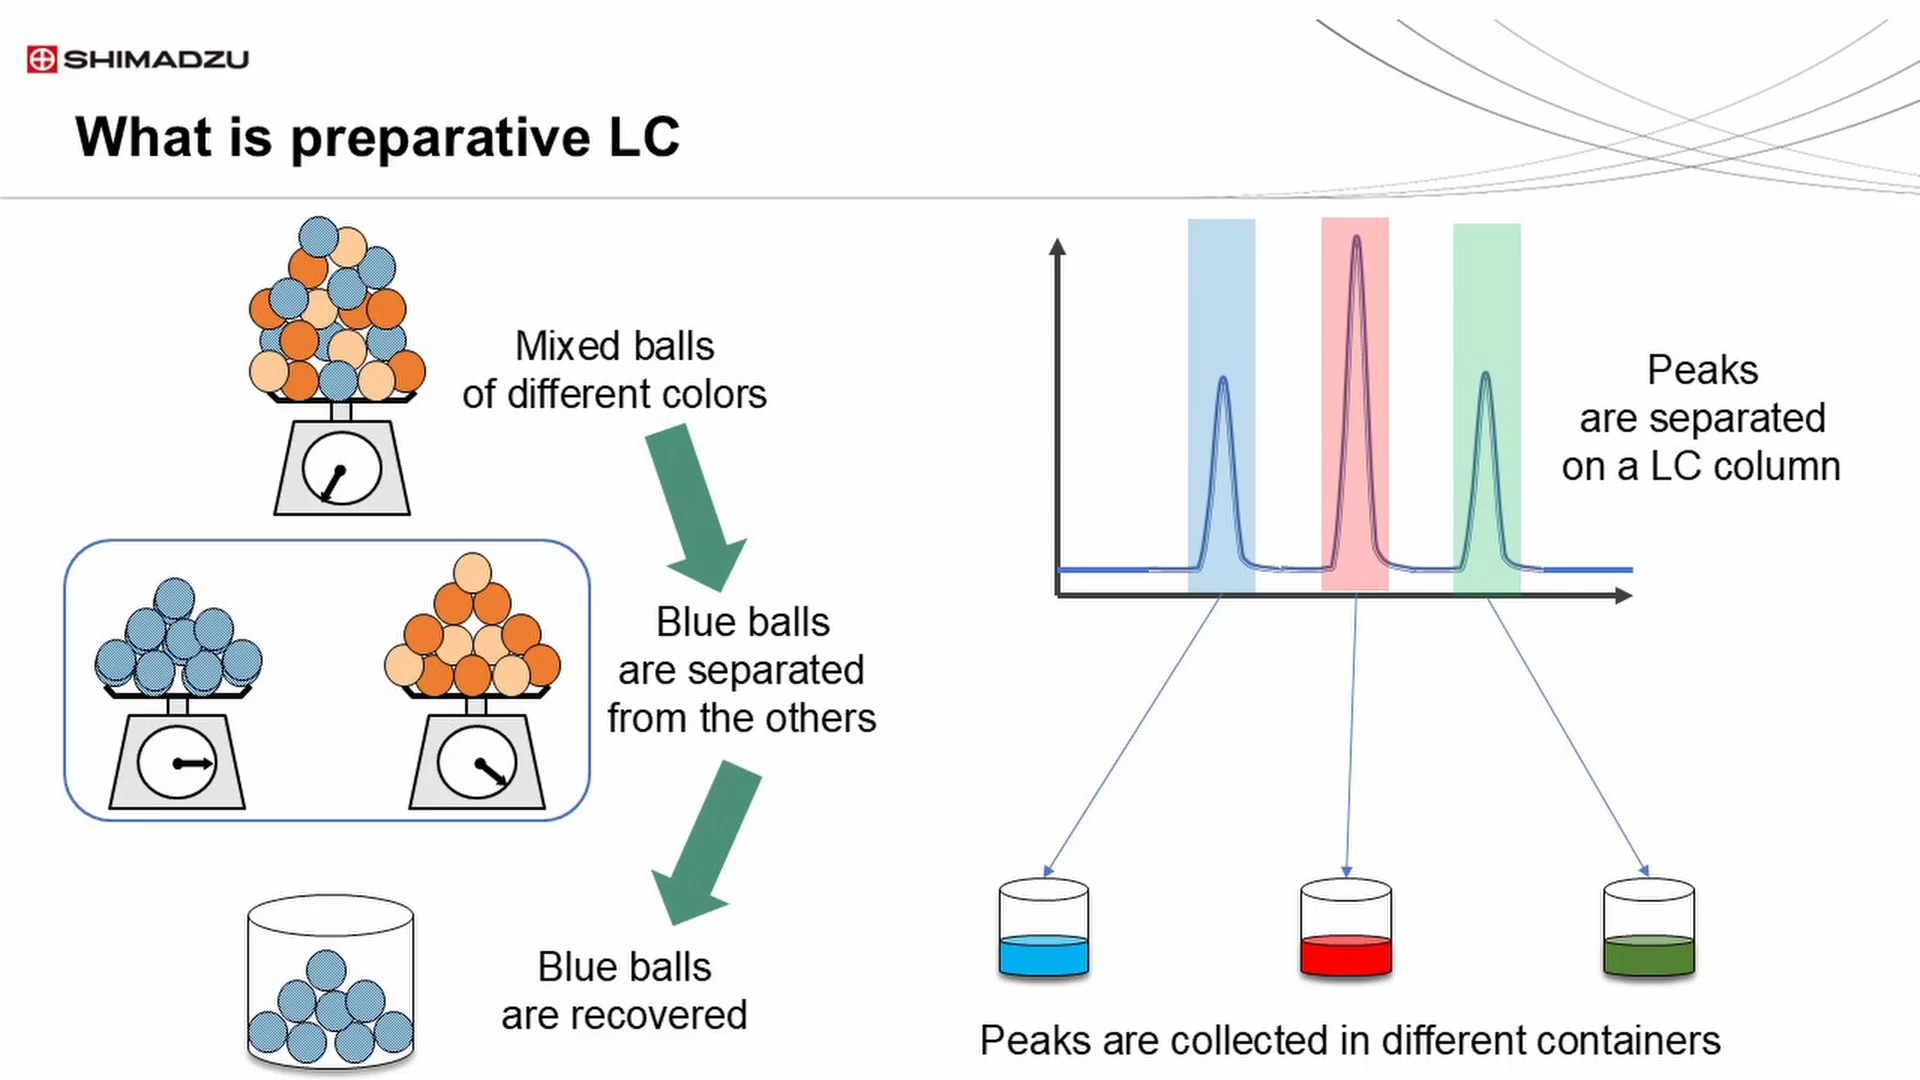 SHIMADZU
What is preparative LC
Mixed balls
of different colors
Blue balls
are separated
from the others
Blue balls
are recovered
Peaks
are separated
on a LC column
Peaks are collected in different containers